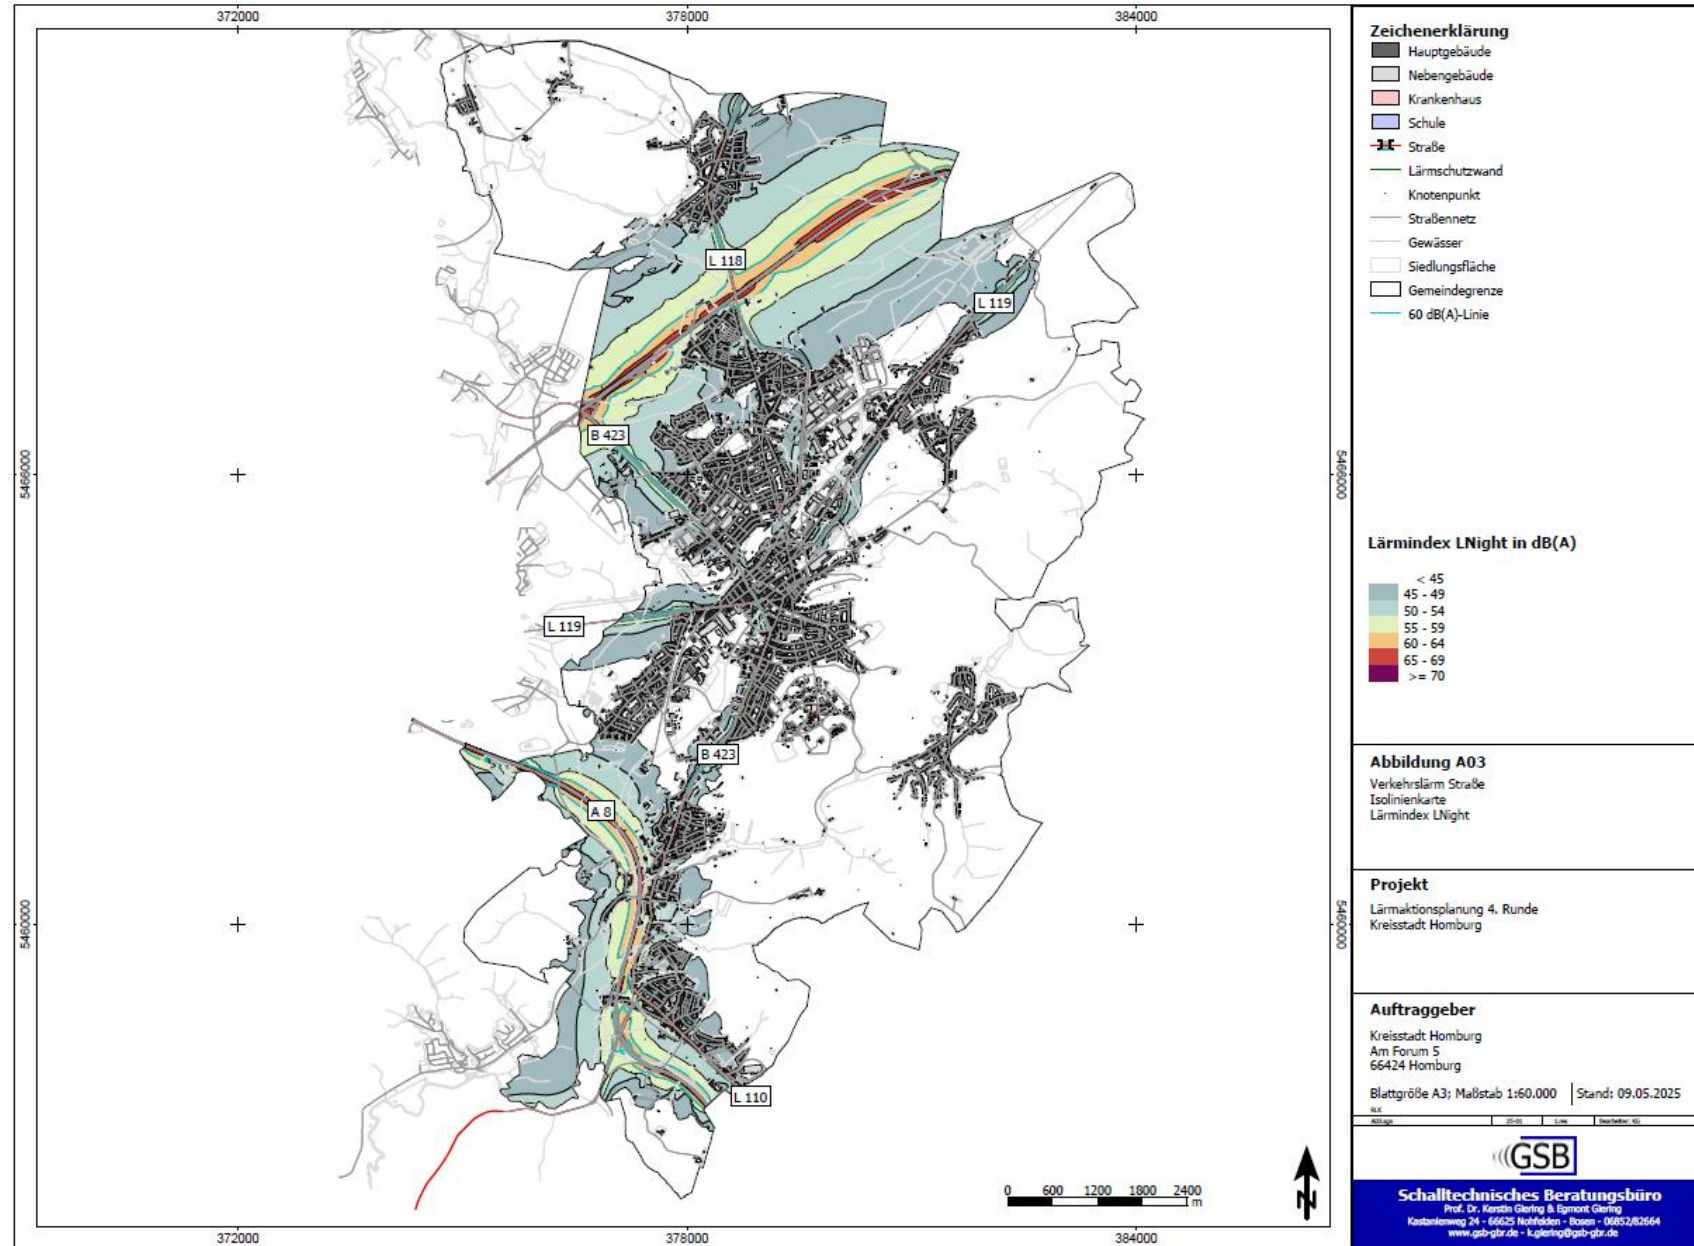 372000
378000
384000
5466000
5466000
5460000
5460000
L 118
L 119
B 423
L 119
B 423
A 8
L 110
0 600 1200 1800 2400
m
N
372000
378000
384000
Zeichenerklärung
Hauptgebäude
Nebengebäude
Krankenhaus
Schule
Straße
Lärmschutzwand
Knotenpunkt
Straßennetz
Gewässer
Siedlungsfläche
Gemeindegrenze
60 dB(A)-Linie
Lärmindex LNight in dB(A)
< 45
45 - 49
50 - 54
55 - 59
60 - 64
65 - 69
>= 70
Abbildung A03
Verkehrslärm Straße
Isolinienkarte
Lärmindex LNight
Projekt
Lärmaktionsplanung 4. Runde
Kreisstadt Homburg
Auftraggeber
Kreisstadt Homburg
Am Forum 5
66424 Homburg
Blattgröße A3; Maßstab 1:60.000 Stand: 09.05.2025
GSB
Schalltechnisches Beratungsbüro
Prof. Dr. Kerstin Giering & Egmont Giering
Kastanienweg 24 - 66625 Nohfelden - Bosen - 06852/82664
www.gsb-gbr.de - k.giering@gsb-gbr.de